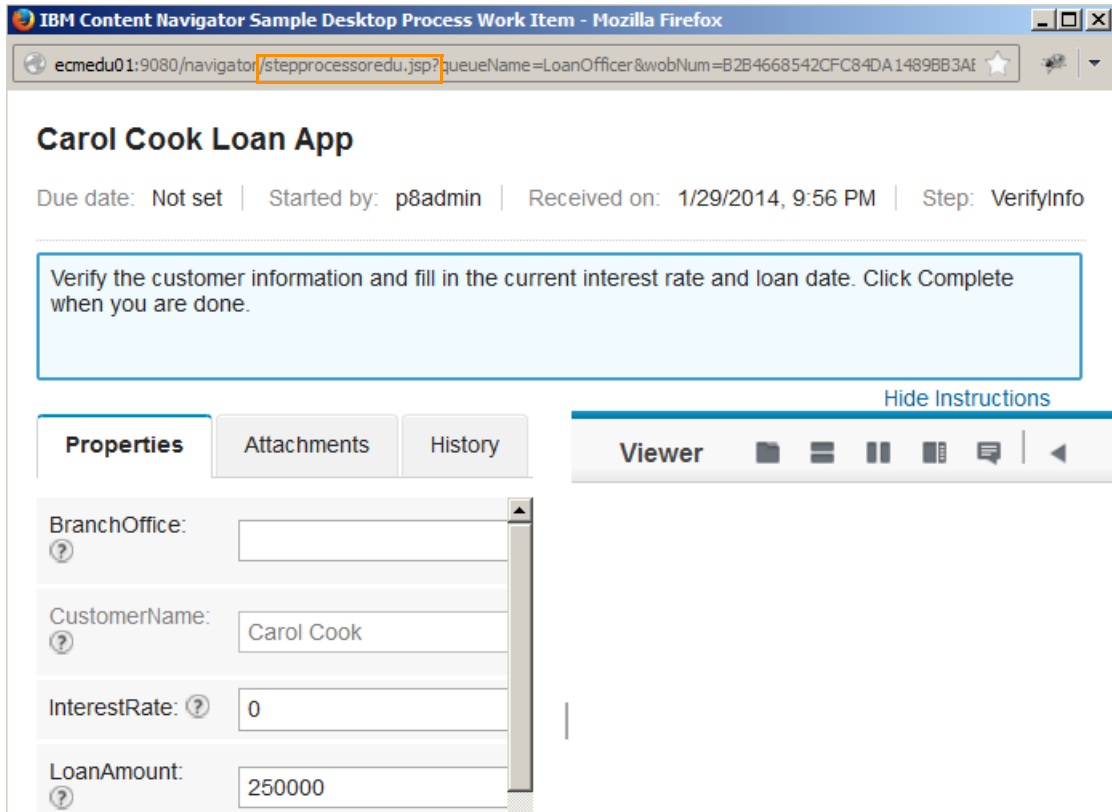 IBM Content Navigator Sample Desktop Process Work Item - Mozilla Firefox
ecmedu01:9080/navigator/stepprocessoredu.jsp?queueName=LoanOfficer&wobNum=B2B4668542CFC84DA1489BB3AE
Carol Cook Loan App
Due date: Not set Started by: p8admin Received on: 1/29/2014, 9:56 PM Step: VerifyInfo
Verify the customer information and fill in the current interest rate and loan date. Click Complete
when you are done.
Hide Instructions
Properties Attachments History Viewer
BranchOffice:
?
CustomerName:
? Carol Cook
InterestRate: ? 0
LoanAmount:
? 250000